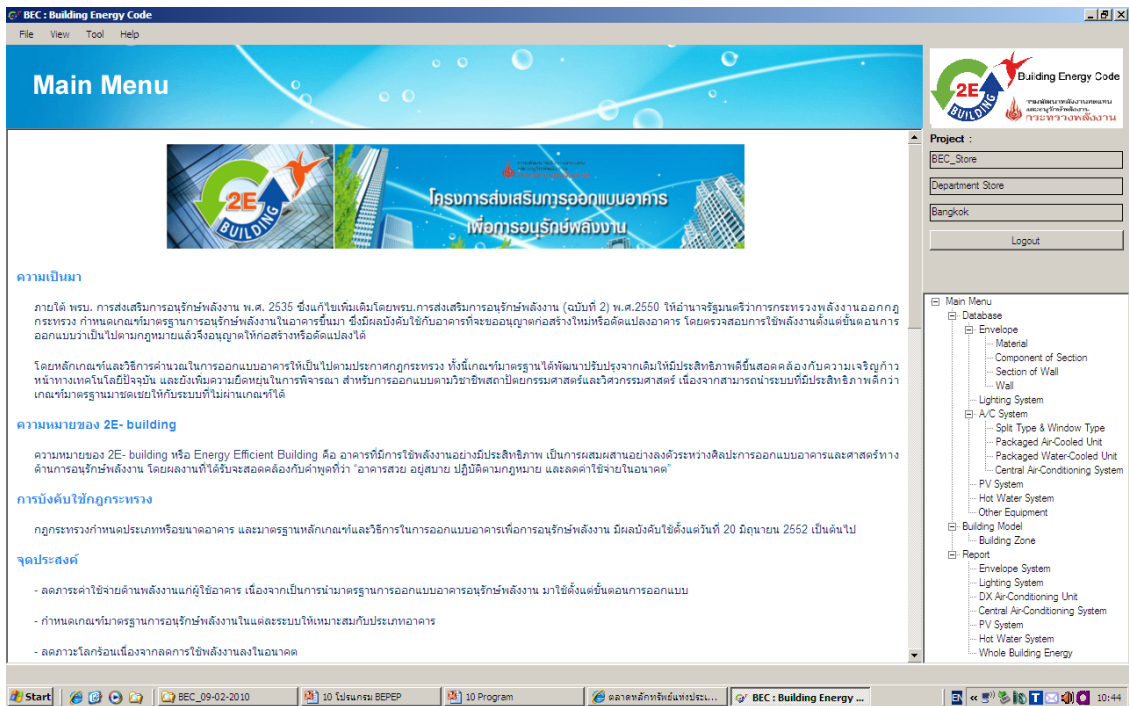 BEC : Building Energy Code
File View Tool Help
Main Menu
2E
BUILDING
Building Energy Code
กรมพัฒนาพลังงานทดแทน
และอนุรักษ์พลังงาน
กระทรวงพลังงาน
Project :
BEC_Store
Department Store
Bangkok
Logout
2E
BUILDING
โครงการส่งเสริมการออกแบบอาคาร
เพื่อการอนุรักษ์พลังงาน
ความเป็นมา
ภายใต้ พรบ. การส่งเสริมการอนุรักษ์พลังงาน พ.ศ. 2535 ซึ่งแก้ไขเพิ่มเติมโดยพรบ.การส่งเสริมการอนุรักษ์พลังงาน (ฉบับที่ 2) พ.ศ.2550 ให้อำนาจรัฐมนตรีว่าการกระทรวงพลังงานออกกฎ
กระทรวง กำหนดเกณฑ์มาตรฐานการอนุรักษ์พลังงานในอาคารขึ้นมา ซึ่งมีผลบังคับใช้กับอาคารที่จะขออนุญาตก่อสร้างใหม่หรือดัดแปลงอาคาร โดยตรวจสอบการใช้พลังงานตั้งแต่ขั้นตอนการ
ออกแบบว่าเป็นไปตามกฎหมายแล้วจึงอนุญาตให้ก่อสร้างหรือดัดแปลงได้
โดยหลักเกณฑ์และวิธีการคำนวณในการออกแบบอาคารให้เป็นไปตามประกาศกฎกระทรวง ทั้งนี้เกณฑ์มาตรฐานได้พัฒนาปรับปรุงจากเดิมให้มีประสิทธิภาพดีขึ้นสอดคล้องกับความเจริญก้าว
หน้าทางเทคโนโลยีปัจจุบัน และยังเพิ่มความยืดหยุ่นในการพิจารณา สำหรับการออกแบบตามวิชาชีพสถาปัตยกรรมศาสตร์และวิศวกรรมศาสตร์ เนื่องจากสามารถนำระบบที่มีประสิทธิภาพดีกว่า
เกณฑ์มาตรฐานมาชดเชยให้กับระบบที่ไม่ผ่านเกณฑ์ได้
ความหมายของ 2E- building
ความหมายของ 2E- building หรือ Energy Efficient Building คือ อาคารที่มีการใช้พลังงานอย่างมีประสิทธิภาพ เป็นการผสมผสานอย่างลงตัวระหว่างศิลปะการออกแบบอาคารและศาสตร์ทาง
ด้านการอนุรักษ์พลังงาน โดยผลงานที่ได้รับจะสอดคล้องกับคำพูดที่ว่า “อาคารสวย อยู่สบาย ปฏิบัติตามกฎหมาย และลดค่าใช้จ่ายในอนาคต”
การบังคับใช้กฎกระทรวง
กฎกระทรวงกำหนดประเภทหรือขนาดอาคาร และมาตรฐานหลักเกณฑ์และวิธีการในการออกแบบอาคารเพื่อการอนุรักษ์พลังงาน มีผลบังคับใช้ตั้งแต่วันที่ 20 มิถุนายน 2552 เป็นต้นไป
จุดประสงค์
- ลดภาระค่าใช้จ่ายด้านพลังงานแก่ผู้ใช้อาคาร เนื่องจากเป็นการนำมาตรฐานการออกแบบอาคารอนุรักษ์พลังงาน มาใช้ตั้งแต่ขั้นตอนการออกแบบ
- กำหนดเกณฑ์มาตรฐานการอนุรักษ์พลังงานในแต่ละระบบให้เหมาะสมกับประเภทอาคาร
- ลดภาวะโลกร้อนเนื่องจากลดการใช้พลังงานลงในอนาคต
Main Menu
Database
Envelope
Material
Component of Section
Section of Wall
Wall
Lighting System
A/C System
Split Type & Window Type
Packaged Air-Cooled Unit
Packaged Water-Cooled Unit
Central Air-Conditioning System
PV System
Hot Water System
Other Equipment
Building Model
Building Zone
Report
Envelope System
Lighting System
DX Air-Conditioning Unit
Central Air-Conditioning System
PV System
Hot Water System
Whole Building Energy
Start BEC_09-02-2010 10 โปรแกรม BEPEP 10 Program ตลาดหลักทรัพย์แห่งประเ... BEC : Building Energy ... EN 10:44